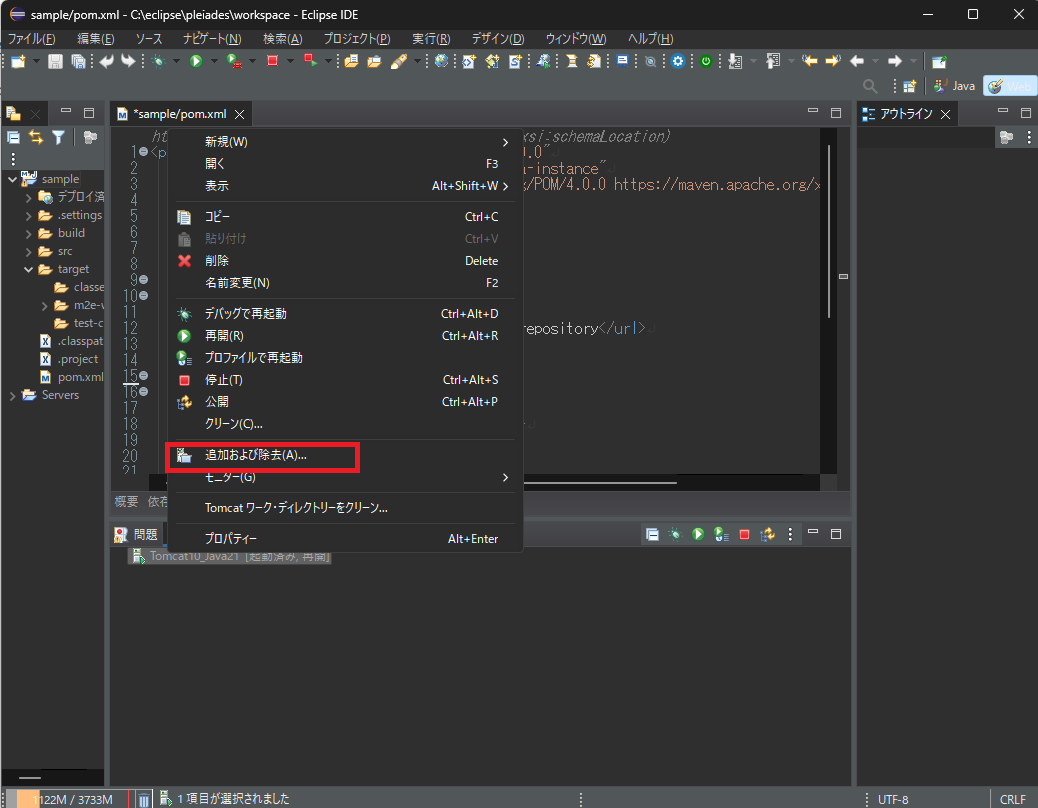 sample/pom.xml - C:\eclipse\pleiades\workspace - Eclipse IDE
ファイル(F) 編集(E) ソース ナビゲート(N) 検索(A) プロジェクト(P) 実行(R) デザイン(D) ウィンドウ(W) ヘルプ(H)
Java
*sample/pom.xml
アウトライン
xsi:schemaLocation)
1 <p
.0"
2
-instance"
3
g/POM/4.0.0 https://maven.apache.org/x
4
5
6
7
8
9
10
11
12
repository</url>
13
14
15
16
17
18
19
20
21
sample
デプロイ済
.settings
build
src
target
classe
m2e-w
test-c
.classpat
.project
pom.xml
Servers
新規(W)
開く F3
表示 Alt+Shift+W
コピー Ctrl+C
貼り付け Ctrl+V
削除 Delete
名前変更(N) F2
デバッグで再起動 Ctrl+Alt+D
再開(R) Ctrl+Alt+R
プロファイルで再起動
停止(T) Ctrl+Alt+S
公開 Ctrl+Alt+P
クリーン(C)...
追加および除去(A)...
モニター(G)
Tomcat ワーク・ディレクトリーをクリーン...
プロパティー Alt+Enter
概要 依存
問題
Tomcat10_Java21 [起動済み, 再開]
1122M / 3733M
1 項目が選択されました
UTF-8
CRLF